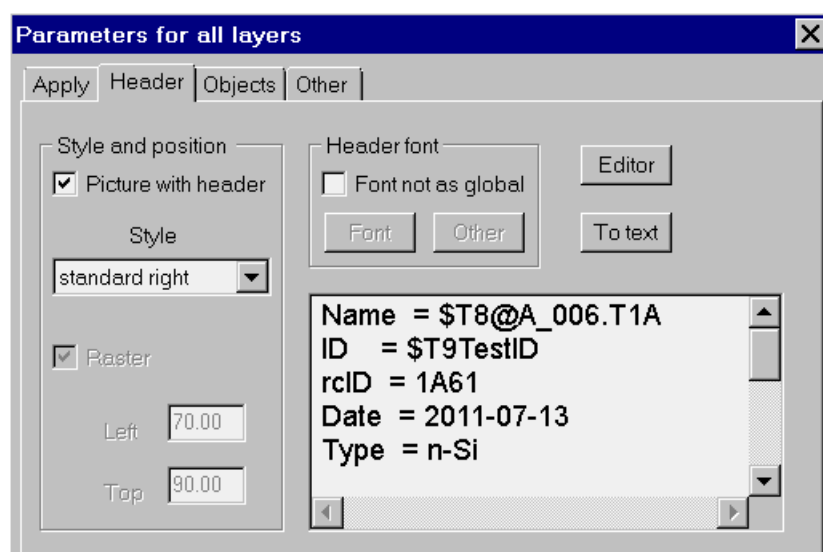 Parameters for all layers
Apply Header Objects Other
Style and position
Picture with header
Style
standard right
Raster
Left 70.00
Top 90.00
Header font
Font not as global
Font Other
Editor
To text
Name = $T8@A_006.T1A
ID = $T9TestID
rcID = 1A61
Date = 2011-07-13
Type = n-Si